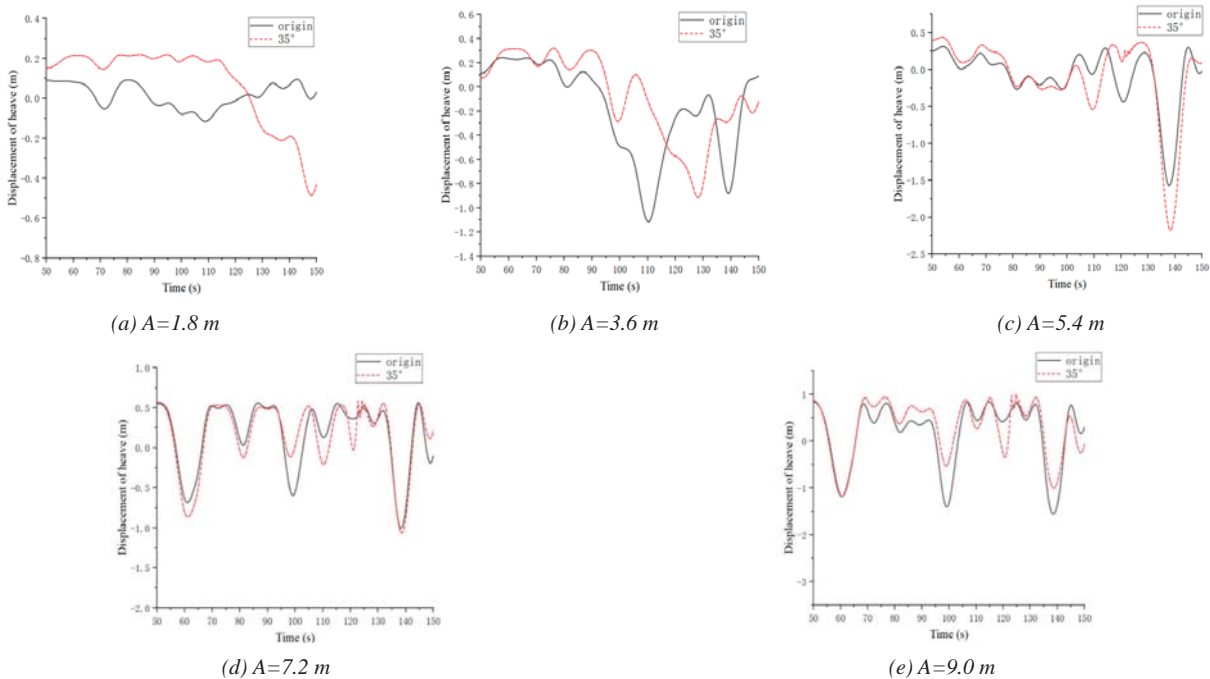 origin
35°
Displacement of heave (m)
0.4
0.2
0.0
-0.2
-0.4
-0.6
-0.8
50 60 70 80 90 100 110 120 130 140 150
Time (s)
(a) A=1.8 m
origin
35°
Displacement of heave (m)
0.6
0.4
0.2
0.0
-0.2
-0.4
-0.6
-0.8
-1.0
-1.2
-1.4
50 60 70 80 90 100 110 120 130 140 150
Time (s)
(b) A=3.6 m
origin
35°
Displacement of heave (m)
0.5
0.0
-0.5
-1.0
-1.5
-2.0
-2.5
50 60 70 80 90 100 110 120 130 140 150
Time (s)
(c) A=5.4 m
origin
35°
Displacement of heave (m)
1.0
0.5
0.0
-0.5
-1.0
-1.5
-2.0
50 60 70 80 90 100 110 120 130 140 150
Time (s)
(d) A=7.2 m
origin
35°
Displacement of heave (m)
1
0
-1
-2
-3
50 60 70 80 90 100 110 120 130 140 150
Time (s)
(e) A=9.0 m